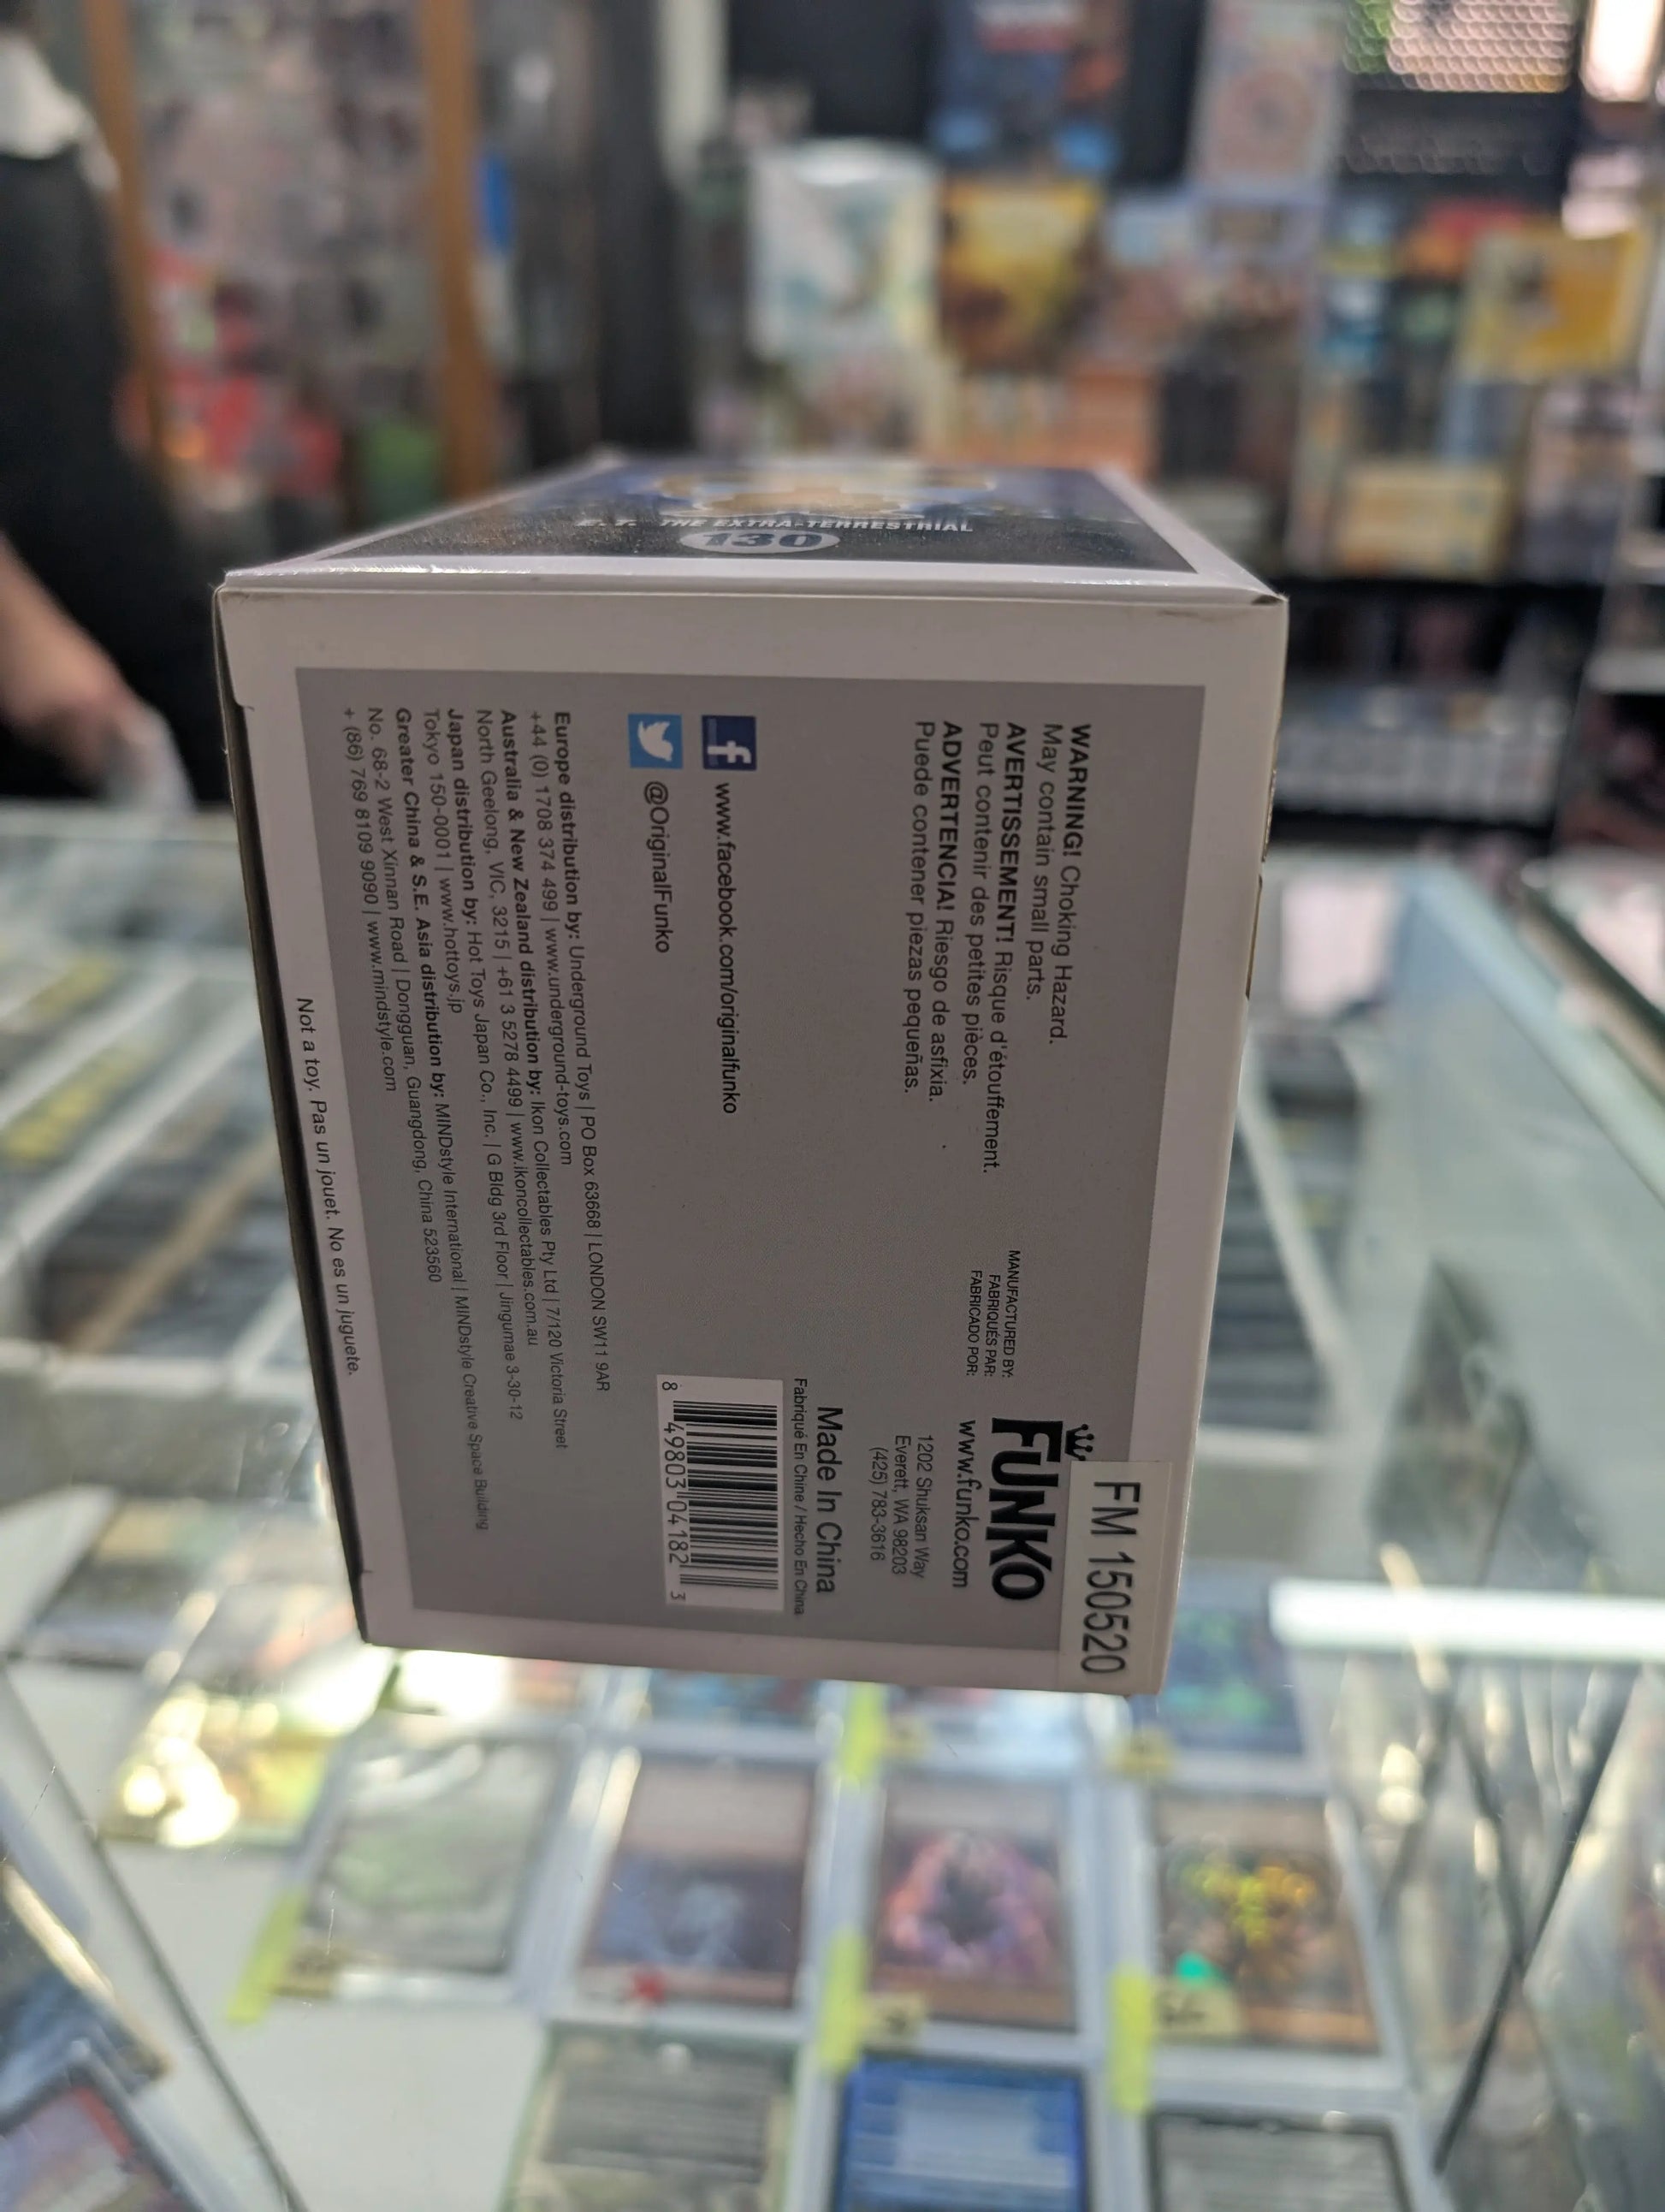 E. T. THE EXTRA-TERRESTRIAL
130
WARNING! Choking Hazard.
May contain small parts.
AVERTISSEMENT! Risque d'étouffement.
Peut contenir des petites pièces.
ADVERTENCIA! Riesgo de asfixia.
Puede contener piezas pequeñas.
www.facebook.com/originalfunko
@OriginalFunko
FM 150520
MANUFACTURED BY:
FABRIQUÉS PAR:
FABRICADO POR:
FUNKO
www.funko.com
1202 Shuksan Way
Everett, WA 98203
(425) 783-3616
Made In China
Fabriqué En Chine / Hecho En China
8 49803 04182 3
Europe distribution by: Underground Toys | PO Box 63668 | LONDON SW11 9AR
+44 (0) 1708 374 499 | www.underground-toys.com
Australia & New Zealand distribution by: Ikon Collectables Pty Ltd | 7/120 Victoria Street
North Geelong, VIC, 3215 | +61 3 5278 4499 | www.ikoncollectables.com.au
Japan distribution by: Hot Toys Japan Co., Inc. | G Bldg 3rd Floor | Jingumae 3-30-12
Tokyo 150-0001 | www.hottoys.jp
Greater China & S.E. Asia distribution by: MINDstyle International | MINDstyle Creative Space Building
No. 68-2 West Xinnan Road | Dongguan, Guangdong, China 523560
+ (86) 769 8109 9090 | www.mindstyle.com
Not a toy. Pas un jouet. No es un juguete.